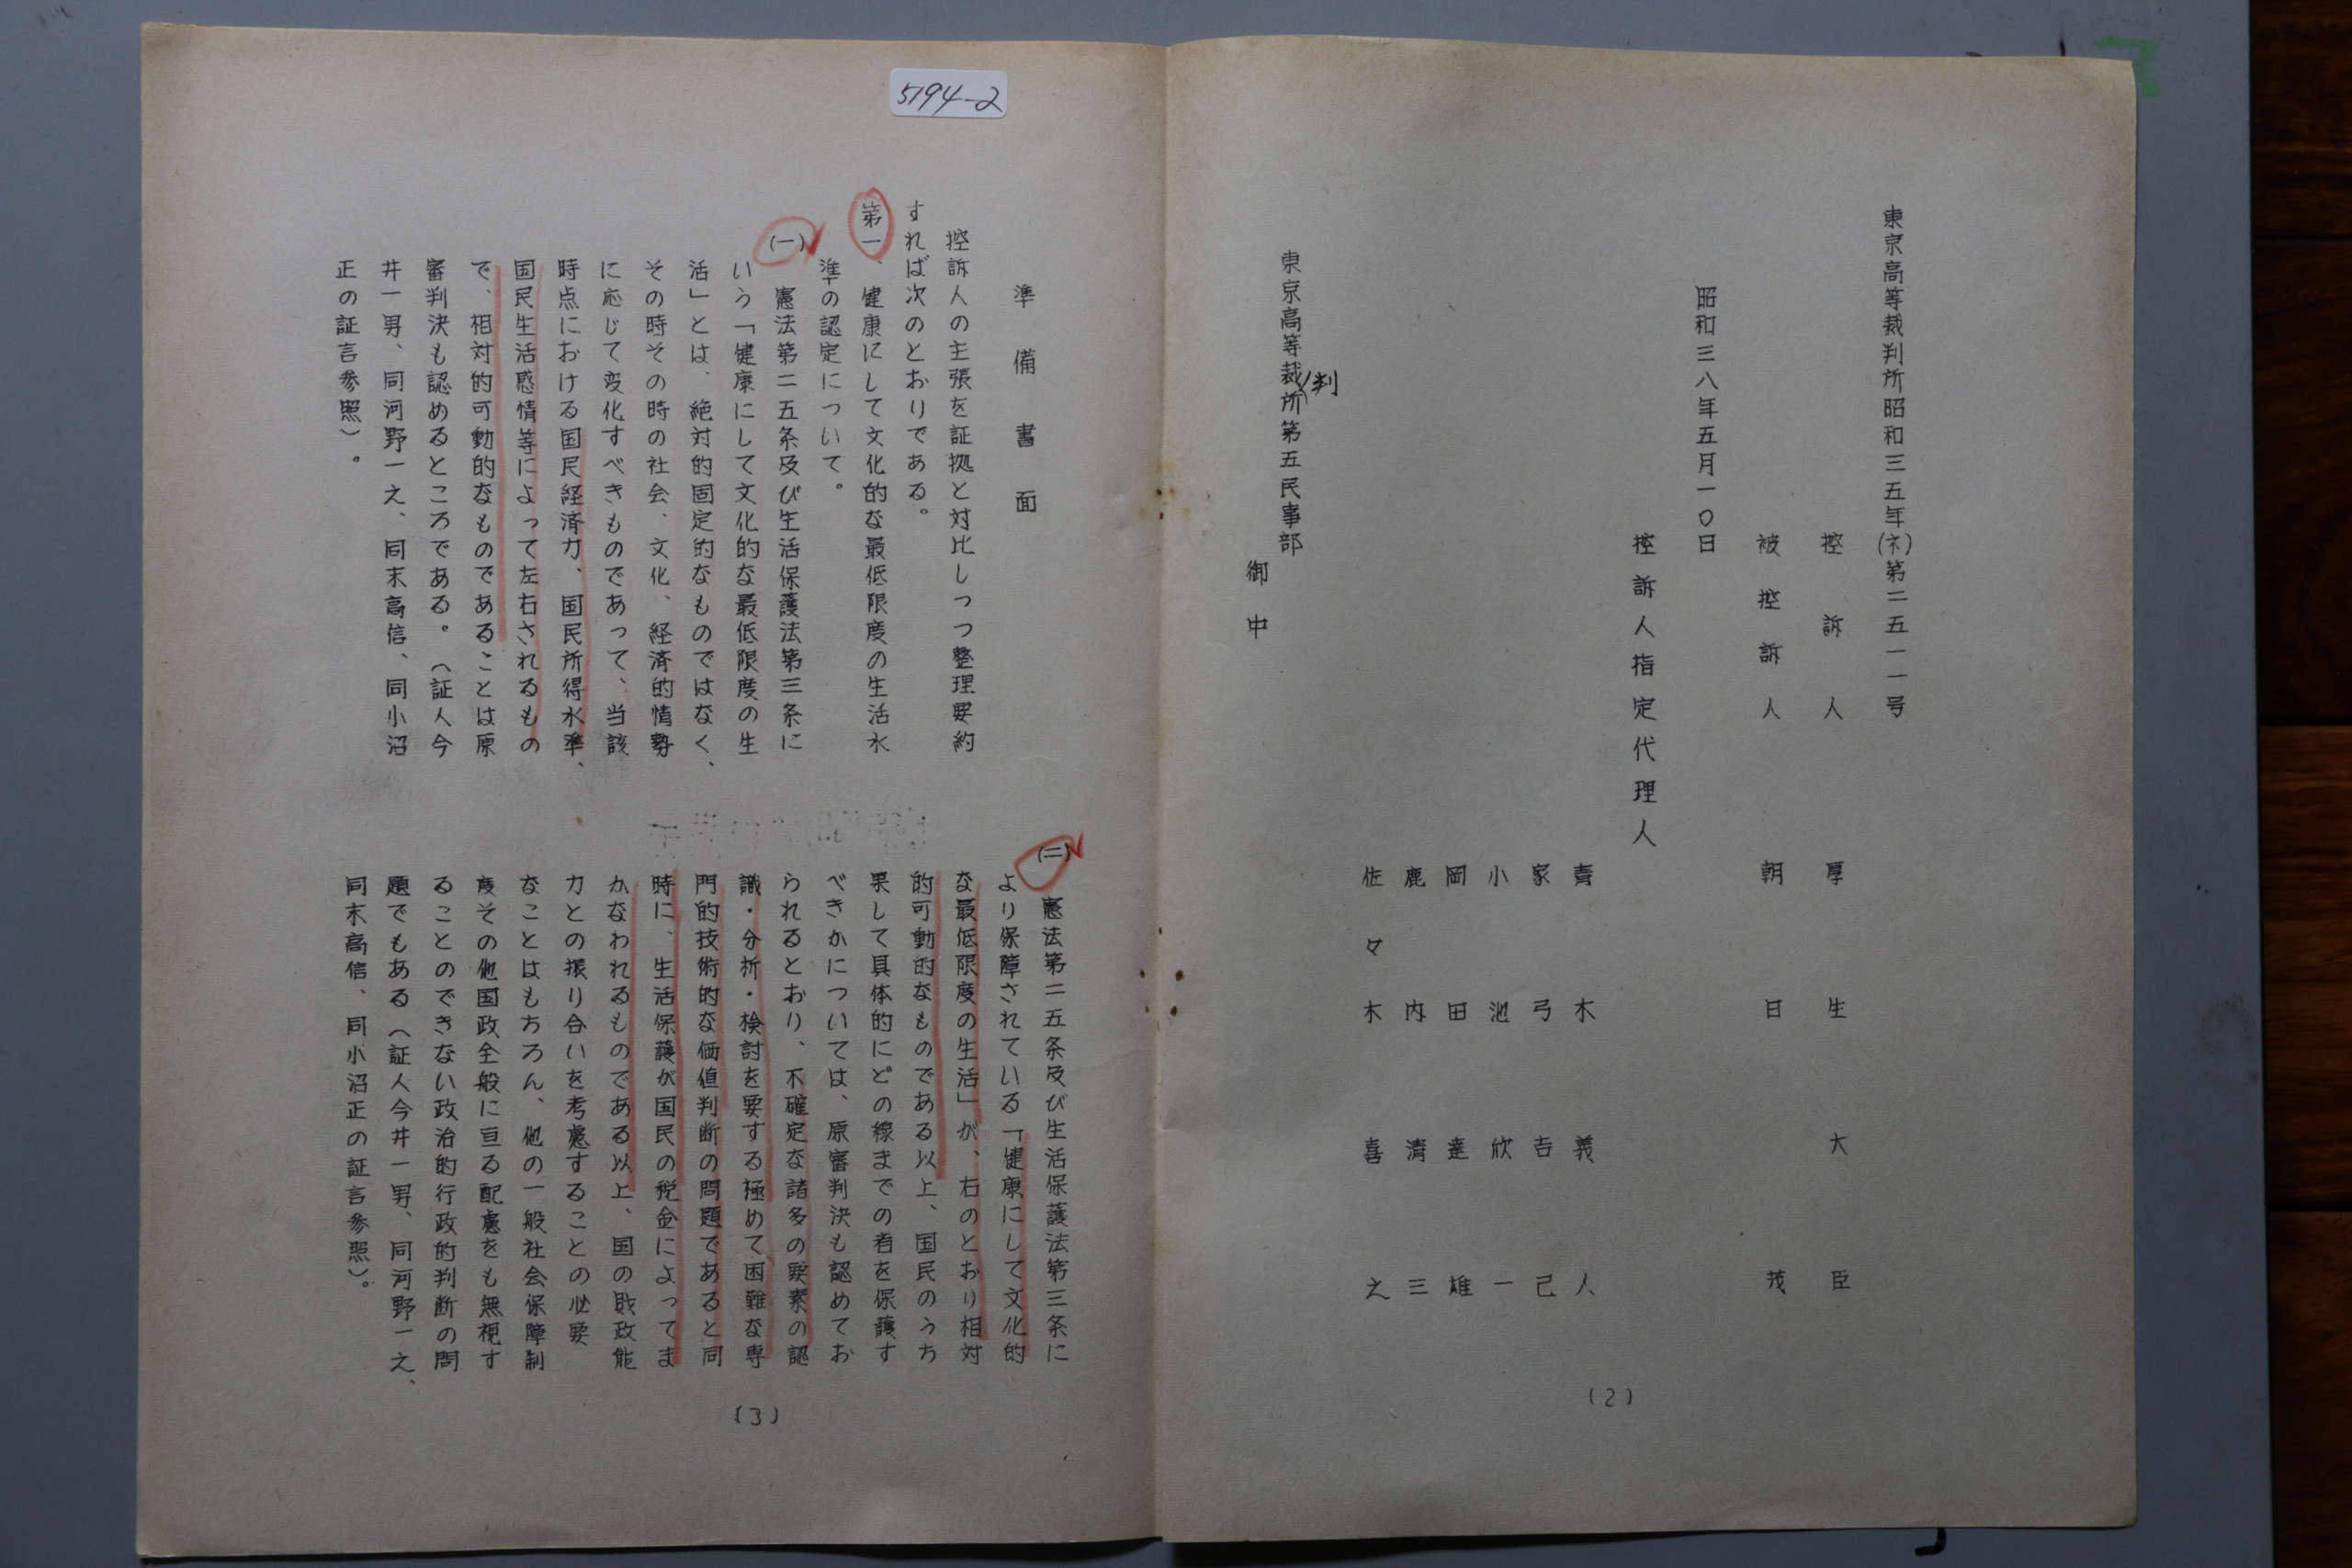 5194-2
東京高等裁判所昭和三五年(ネ)第二五一一号
控訴人 厚生大臣
被控訴人 朝日茂
昭和三八年五月一〇日
控訴人指定代理人
青木義人
家弓吉己
小池欣一
岡田達雄
鹿内清三
佐々木喜之
東京高等裁判所第五民事部
御中
(2)
準備書面
控訴人の主張を証拠と対比しつつ整理要約
すれば次のとおりである。
第一、健康にして文化的な最低限度の生活水
準の認定について。
(一) 憲法第二五条及び生活保護法第三条に
いう「健康にして文化的な最低限度の生
活」とは、絶対的固定的なものではなく、
その時その時の社会、文化、経済的情勢
に応じて変化すべきものであって、当該
時点における国民経済力、国民所得水準、
国民生活感情等によって左右されるもの
で、相対的可動的なものであることは原
審判決も認めるところである。(証人今
井一男、同河野一之、同末高信、同小沼
正の証言参照)。
(二) 憲法第二五条及び生活保護法第三条に
より保障されている「健康にして文化的
な最低限度の生活」が、右のとおり相対
的可動的なものである以上、国民のうち
果して具体的にどの線までの者を保護す
べきかについては、原審判決も認めてお
られるとおり、不確定な諸多の要素の認
識・分析・検討を要する極めて困難な専
門的技術的な価値判断の問題であると同
時に、生活保護が国民の税金によってま
かなわれるものである以上、国の財政能
力との振り合いを考慮することの必要
なことはもちろん、他の一般社会保障制
度その他国政全般に亘る配慮をも無視す
ることのできない政治的行政的判断の問
題でもある(証人今井一男、同河野一之、
同末高信、同小沼正の証言参照)。
(3)